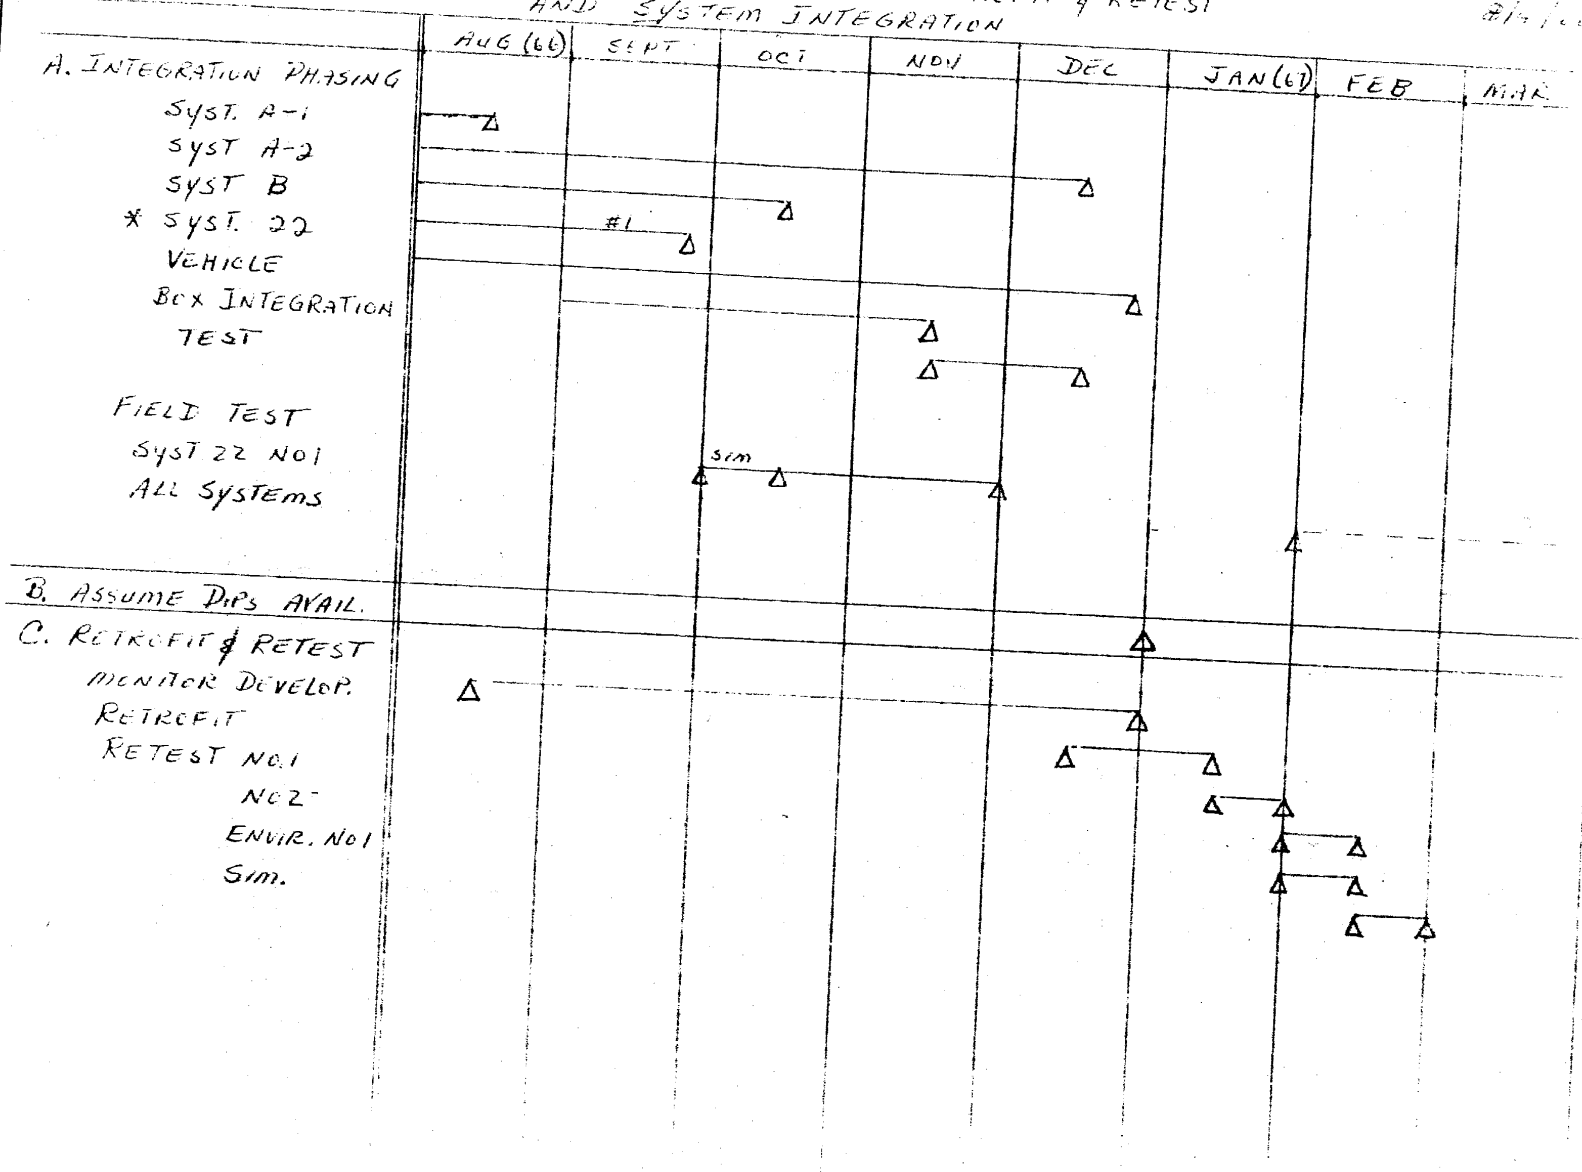 & RETEST
AND SYSTEM INTEGRATION
AUG (66) SEPT OCT NOV DEC JAN (67) FEB MAR
A. INTEGRATION PHASING
SYST. A-1
SYST A-2
SYST B
* SYST. 22 #1
VEHICLE
BOX INTEGRATION
TEST
FIELD TEST
SYST 22 NO1 SIM
ALL SYSTEMS
B. ASSUME DIPS AVAIL.
C. RETROFIT & RETEST
MONITOR DEVELOP.
RETROFIT
RETEST NO.1
NO2
ENVIR. NO1
SIM.